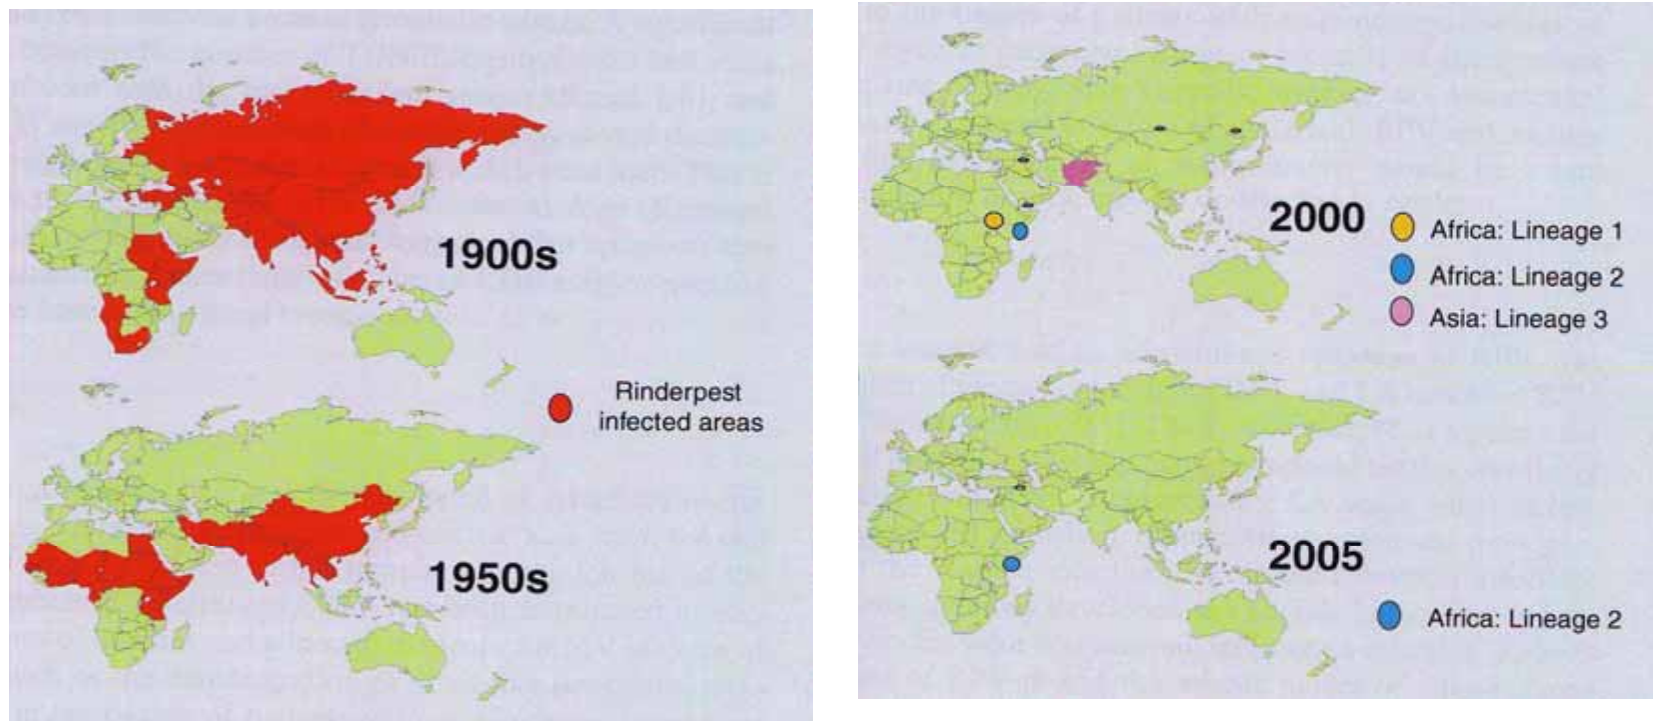 1900s
Rinderpest
infected areas
1950s
2000
Africa: Lineage 1
Africa: Lineage 2
Asia: Lineage 3
2005
Africa: Lineage 2